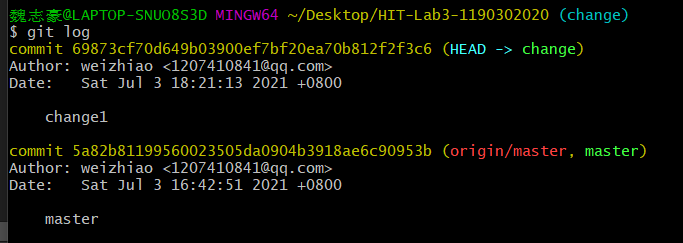 魏志豪@LAPTOP-SNUO8S3D MINGW64 ~/Desktop/HIT-Lab3-1190302020 (change)
$ git log
commit 69873cf70d649b03900ef7bf20ea70b812f2f3c6 (HEAD -> change)
Author: weizhiao <1207410841@qq.com>
Date:   Sat Jul 3 18:21:13 2021 +0800
    change1
commit 5a82b81199560023505da0904b3918ae6c90953b (origin/master, master)
Author: weizhiao <1207410841@qq.com>
Date:   Sat Jul 3 16:42:51 2021 +0800
    master